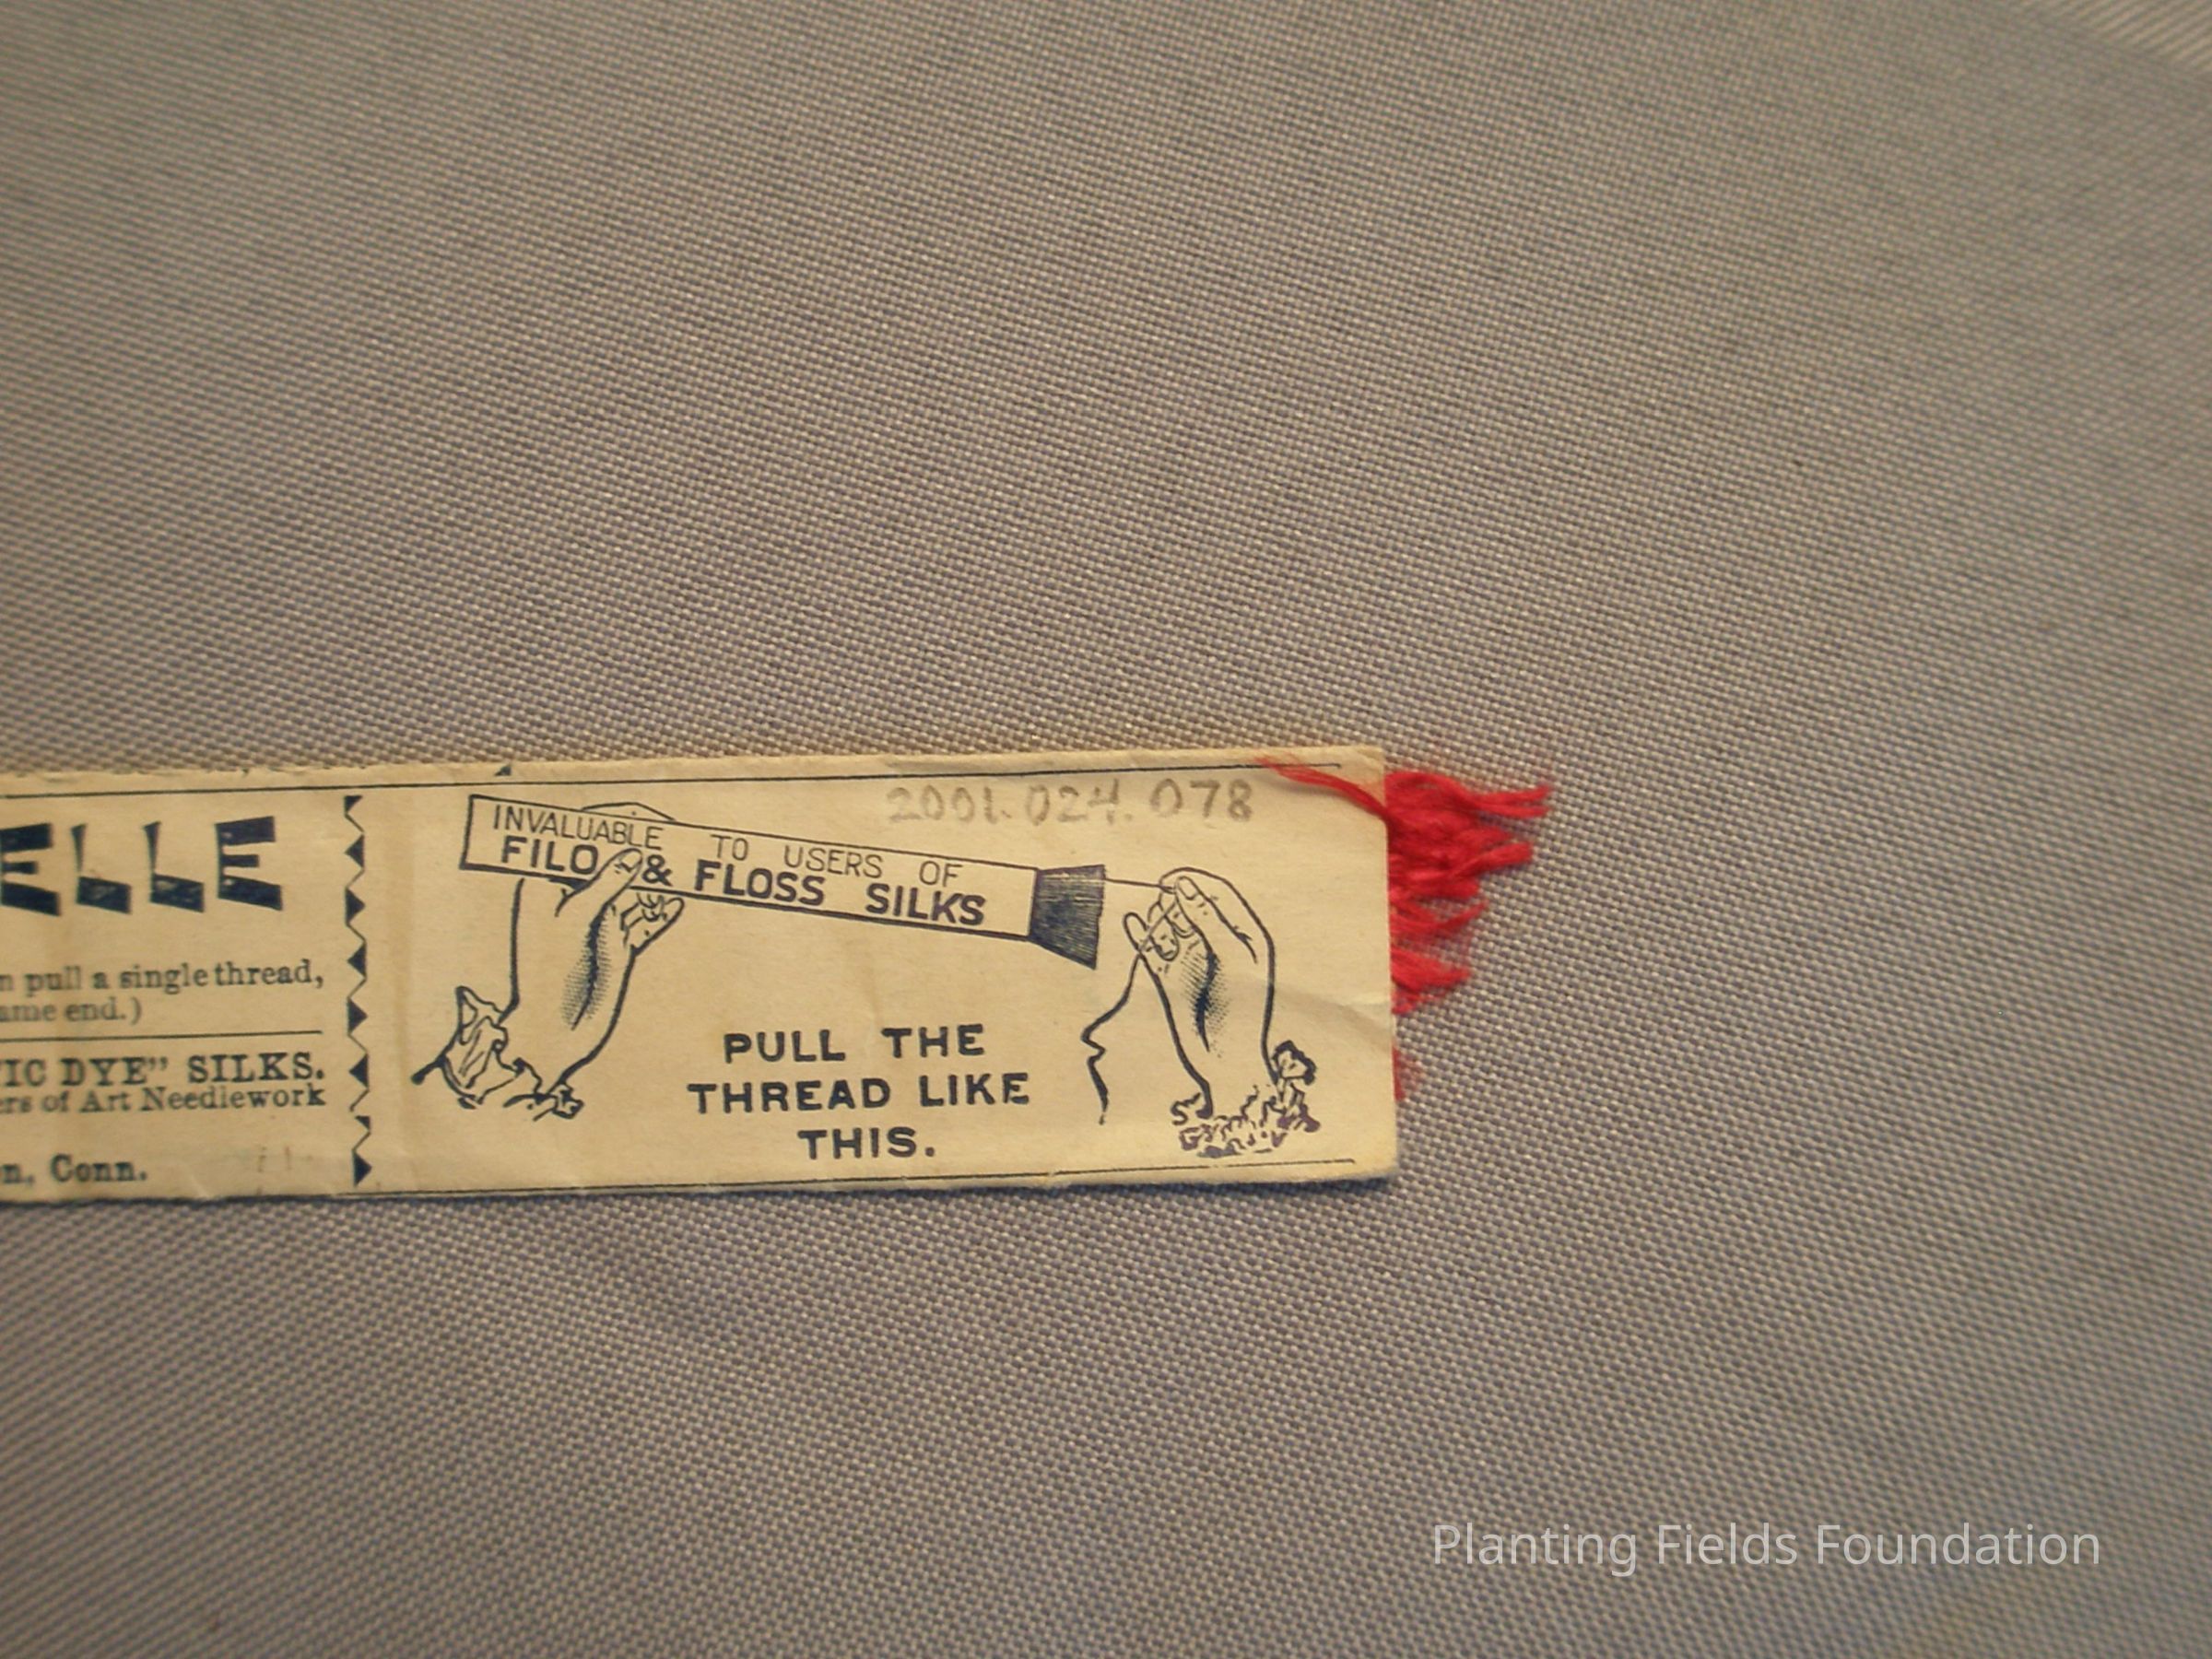 ELLE
pull a single thread,
ame end.)
IC DYE" SILKS.
ers of Art Needlework
n, Conn.
2001.024.078
INVALUABLE TO USERS OF
FILO & FLOSS SILKS
PULL THE
THREAD LIKE
THIS.
Planting Fields Foundation